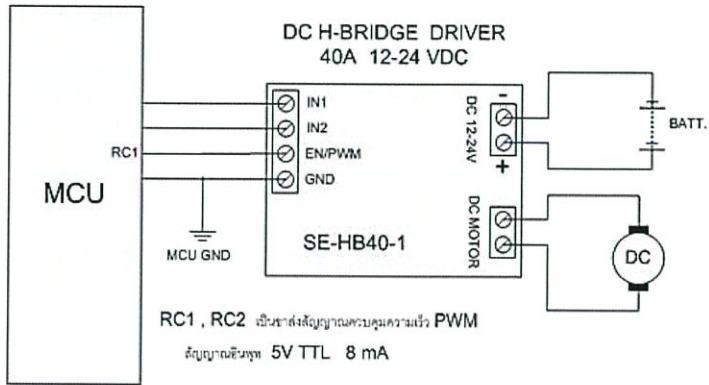 DC H-BRIDGE DRIVER
40A 12-24 VDC
MCU
RC1
IN1
IN2
EN/PWM
GND
MCU GND
SE-HB40-1
-
DC 12-24V
+
DC MOTOR
BATT.
DC
RC1 , RC2 เป็นขาส่งสัญญาณควบคุมความเร็ว PWM
สัญญาณอินพุท 5V TTL 8 mA